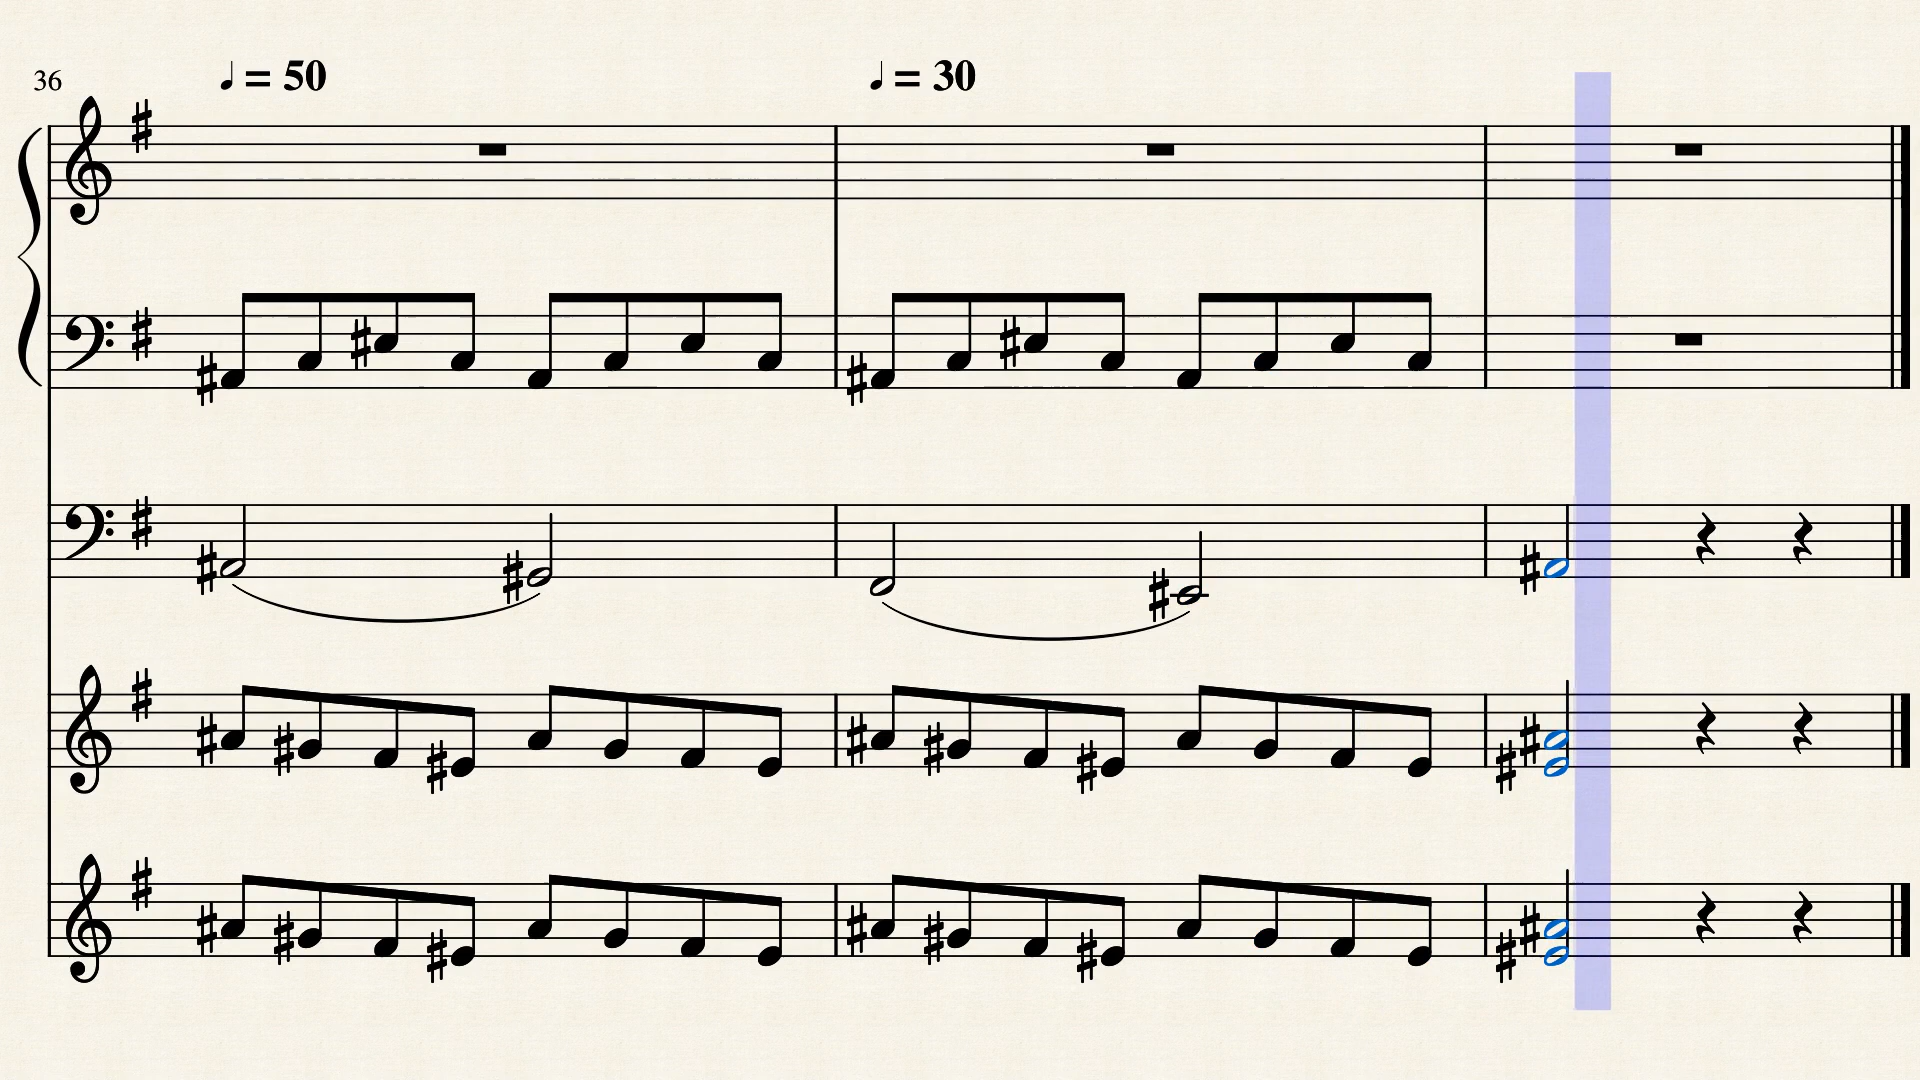 36
♩ = 50
♩ = 30